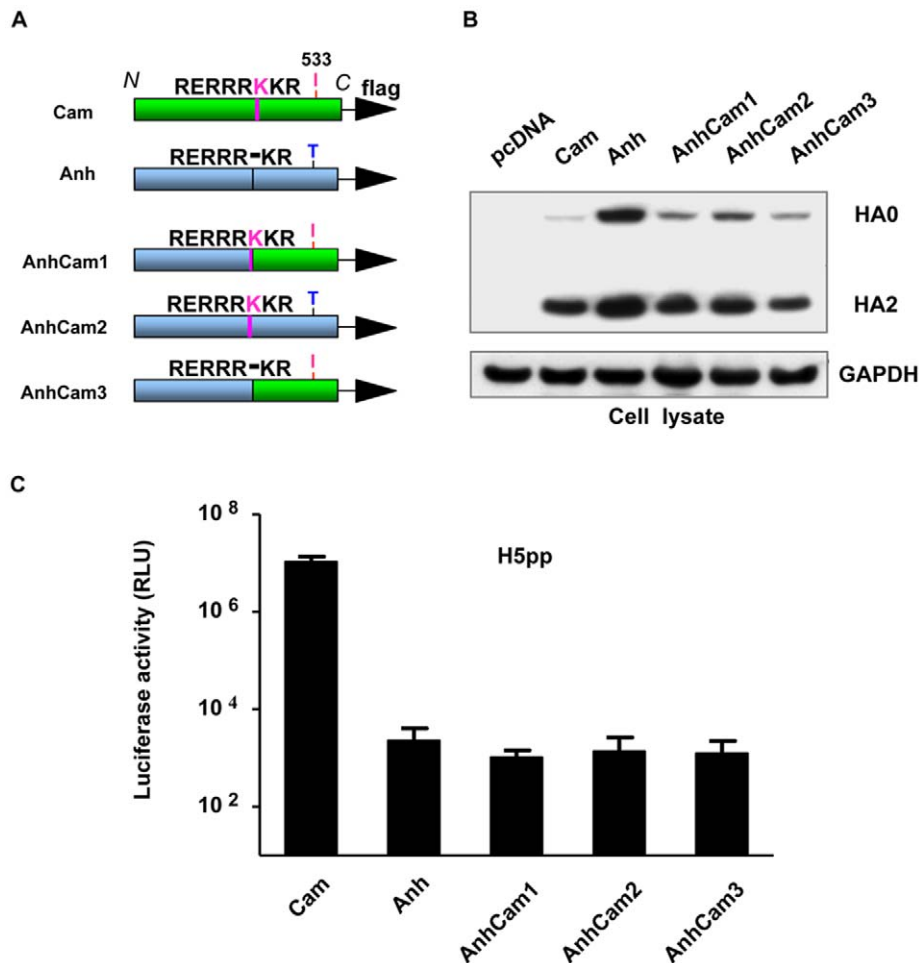 A
533
N
RERRRKKR
I
C
flag
Cam
RERRR-KR
T
Anh
RERRRKKR
I
AnhCam1
RERRRKKR
T
AnhCam2
RERRR-KR
I
AnhCam3
B
pcDNA
Cam
Anh
AnhCam1
AnhCam2
AnhCam3
HA0
HA2
GAPDH
Cell lysate
C
H5pp
Luciferase activity (RLU)
10^8
10^6
10^4
10^2
Cam
Anh
AnhCam1
AnhCam2
AnhCam3